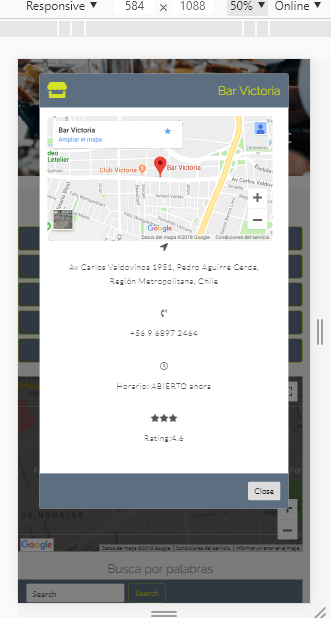 Responsive ▼ 584 × 1088 50% ▼ Online ▼
Bar Victoria
Bar Victoria
Ampliar el mapa
Letelier
Club Victoria
Bar Victoria
Av Carlos Valdovinos
Google
Datos del mapa ©2018 Google Condiciones del servicio
Av Carlos Valdovinos 1951, Pedro Aguirre Cerda,
Región Metropolitana, Chile
+56 9 6897 2464
Horario: ABIERTO ahora
Rating:4.6
Close
OS NOGALES
Google
Datos del mapa ©2018 Google Condiciones del servicio Informar un error en el mapa
Busca por palabras
Search
Search